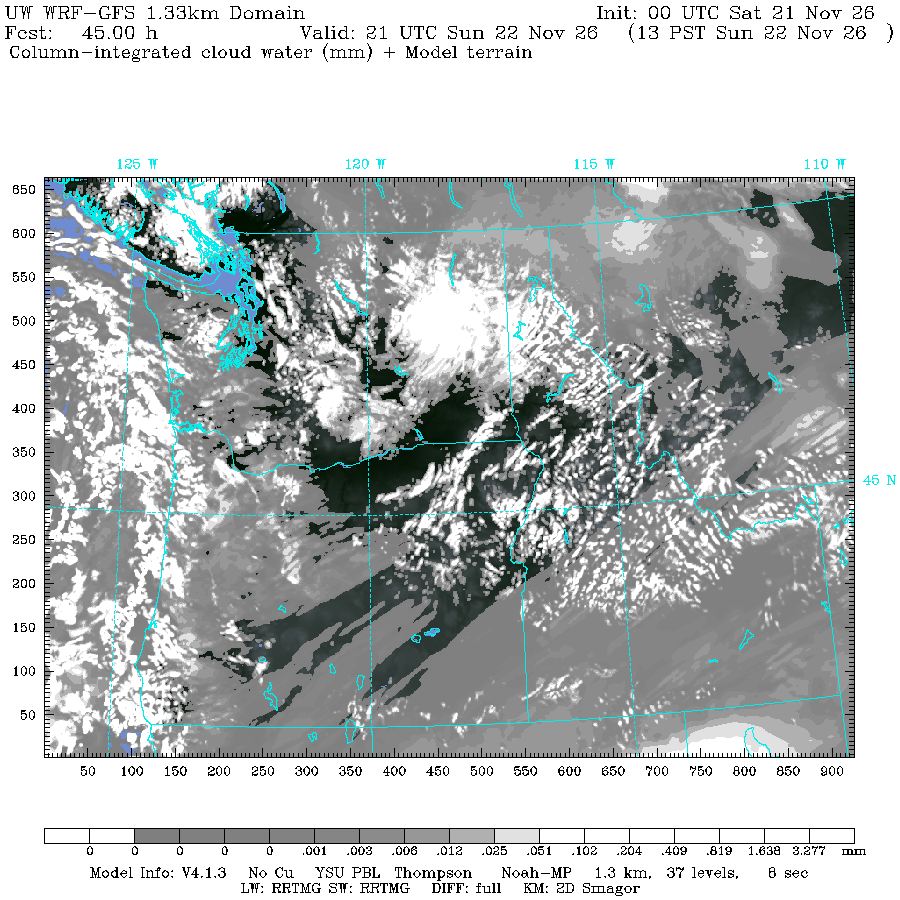 UW WRF-GFS 1.33km Domain Init: 00 UTC Sat 21 Nov 26
Fcst: 45.00 h Valid: 21 UTC Sun 22 Nov 26 (13 PST Sun 22 Nov 26 )
Column-integrated cloud water (mm) + Model terrain
125 W 120 W 115 W 110 W
650
600
550
500
450
400
350
45 N
300
250
200
150
100
50
50 100 150 200 250 300 350 400 450 500 550 600 650 700 750 800 850 900
0 0 0 0 0 .001 .003 .006 .012 .025 .051 .102 .204 .409 .819 1.638 3.277 mm
Model Info: V4.1.3 No Cu YSU PBL Thompson Noah-MP 1.3 km, 37 levels, 8 sec
LW: RRTMG SW: RRTMG DIFF: full KM: 2D Smagor